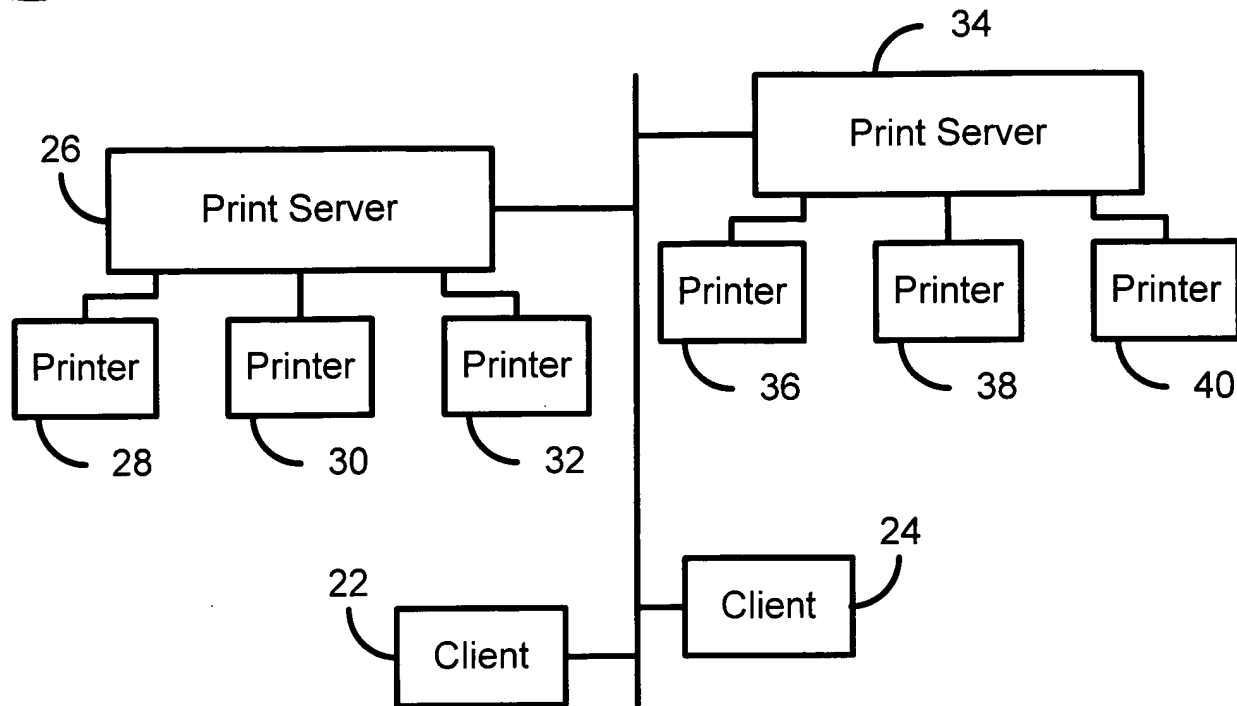 34
Print Server
26
Print Server
Printer
Printer
Printer
36
38
40
Printer
Printer
Printer
28
30
32
24
Client
22
Client